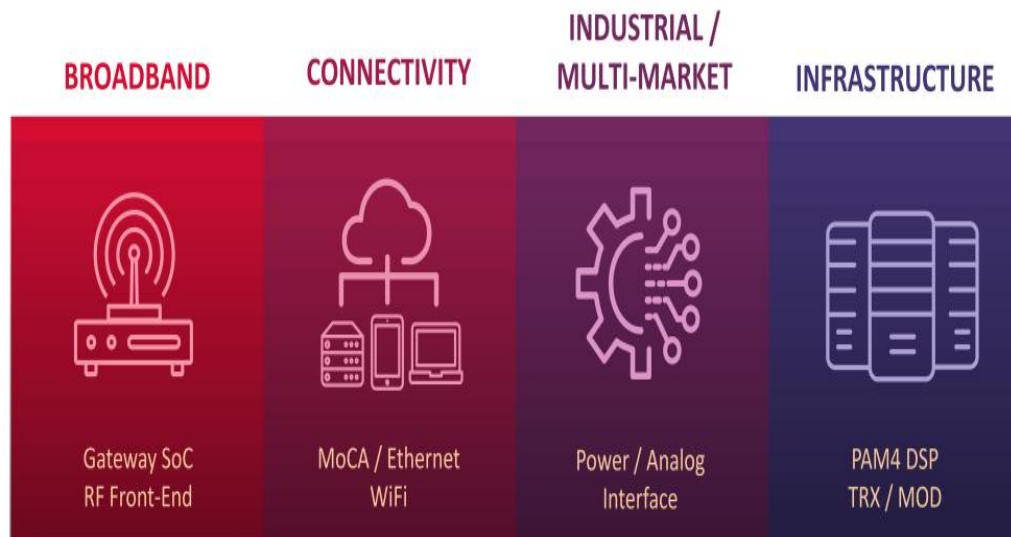 BROADBAND
CONNECTIVITY
INDUSTRIAL /
MULTI-MARKET
INFRASTRUCTURE
Gateway SoC
RF Front-End
MoCA / Ethernet
WiFi
Power / Analog
Interface
PAM4 DSP
TRX / MOD